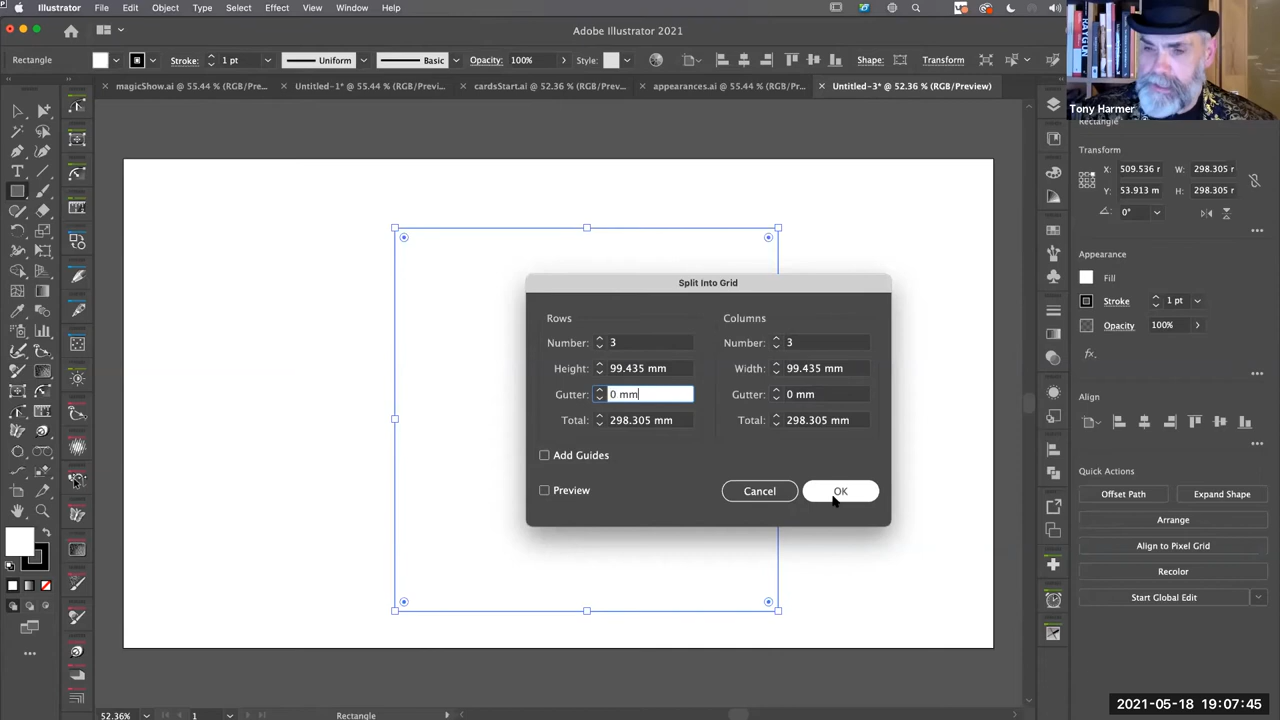 Illustrator File Edit Object Type Select Effect View Window Help
Adobe Illustrator 2021
Rectangle Stroke: 1 pt Uniform Basic Opacity: 100% Style: Shape: Transform
magicShow.ai @ 55.44 % (RGB/Pre... Untitled-1* @ 55.44 % (RGB/Previ... cardsStart.ai @ 52.36 % (RGB/Prev... appearances.ai @ 55.44 % (RGB/P... Untitled-3* @ 52.36 % (RGB/Preview)
Tony Harmer
Rectangle
Transform
X: 509.536 r W: 298.305 r
Y: 53.913 m H: 298.305 r
0°
Appearance
Fill
Stroke 1 pt
Opacity 100%
Align
Quick Actions
Offset Path Expand Shape
Arrange
Align to Pixel Grid
Recolor
Start Global Edit
Split Into Grid
Rows Columns
Number: 3 Number: 3
Height: 99.435 mm Width: 99.435 mm
Gutter: 0 mm Gutter: 0 mm
Total: 298.305 mm Total: 298.305 mm
Add Guides
Preview Cancel OK
52.36% 1 Rectangle
2021-05-18 19:07:45